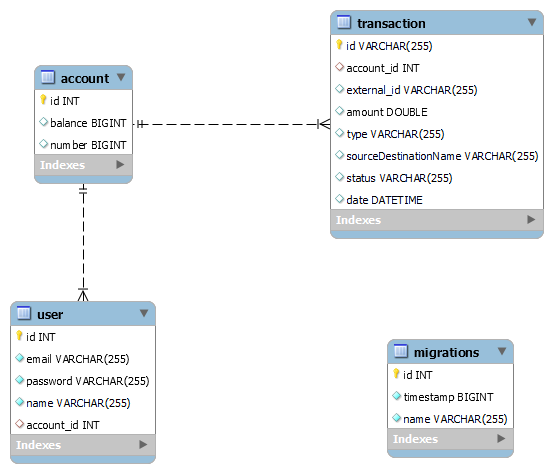 transaction
id VARCHAR(255)
account_id INT
external_id VARCHAR(255)
amount DOUBLE
type VARCHAR(255)
sourceDestinationName VARCHAR(255)
status VARCHAR(255)
date DATETIME
Indexes
account
id INT
balance BIGINT
number BIGINT
Indexes
user
id INT
email VARCHAR(255)
password VARCHAR(255)
name VARCHAR(255)
account_id INT
Indexes
migrations
id INT
timestamp BIGINT
name VARCHAR(255)
Indexes